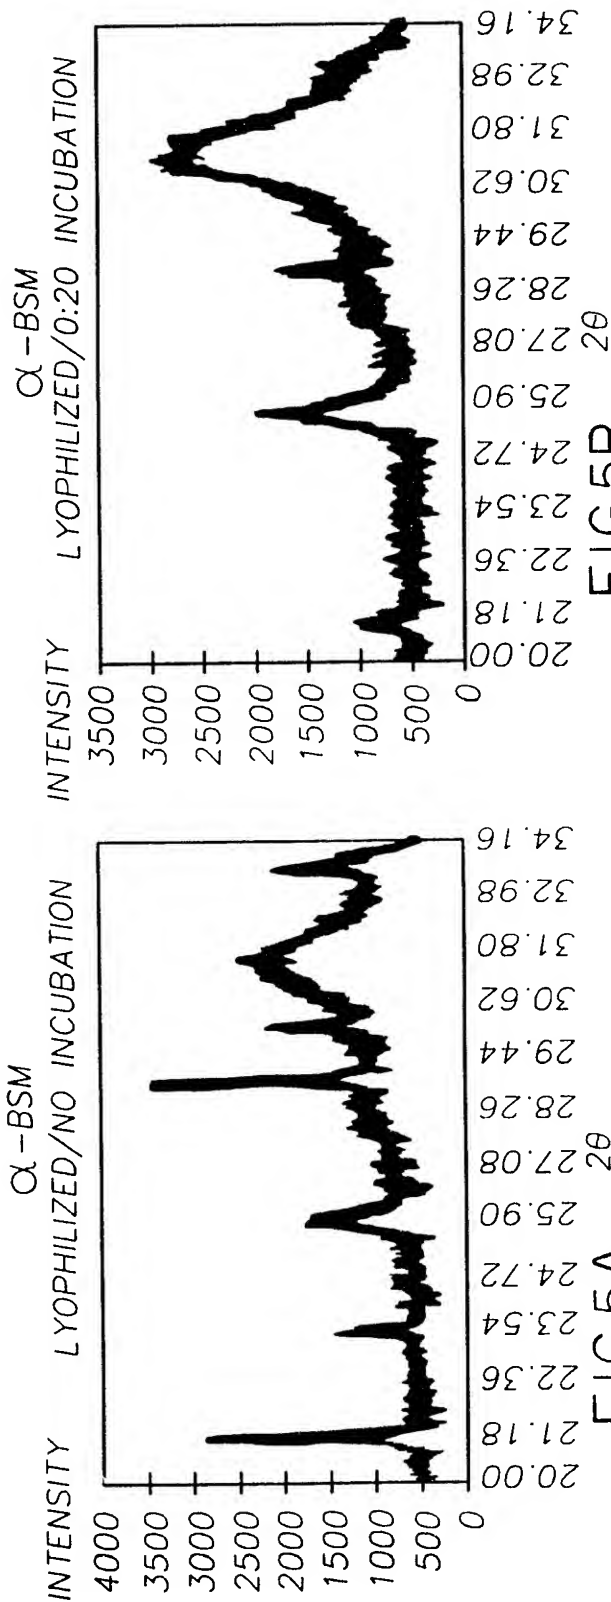 α-BSM
LYOPHILIZED/NO INCUBATION
INTENSITY
4000
3500
3000
2500
2000
1500
1000
500
0
20.00 21.18 22.36 23.54 24.72 25.90 27.08 28.26 29.44 30.62 31.80 32.98 34.16
2θ
FIG.5A
α-BSM
LYOPHILIZED/0:20 INCUBATION
INTENSITY
3500
3000
2500
2000
1500
1000
500
0
20.00 21.18 22.36 23.54 24.72 25.90 27.08 28.26 29.44 30.62 31.80 32.98 34.16
2θ
FIG.5B